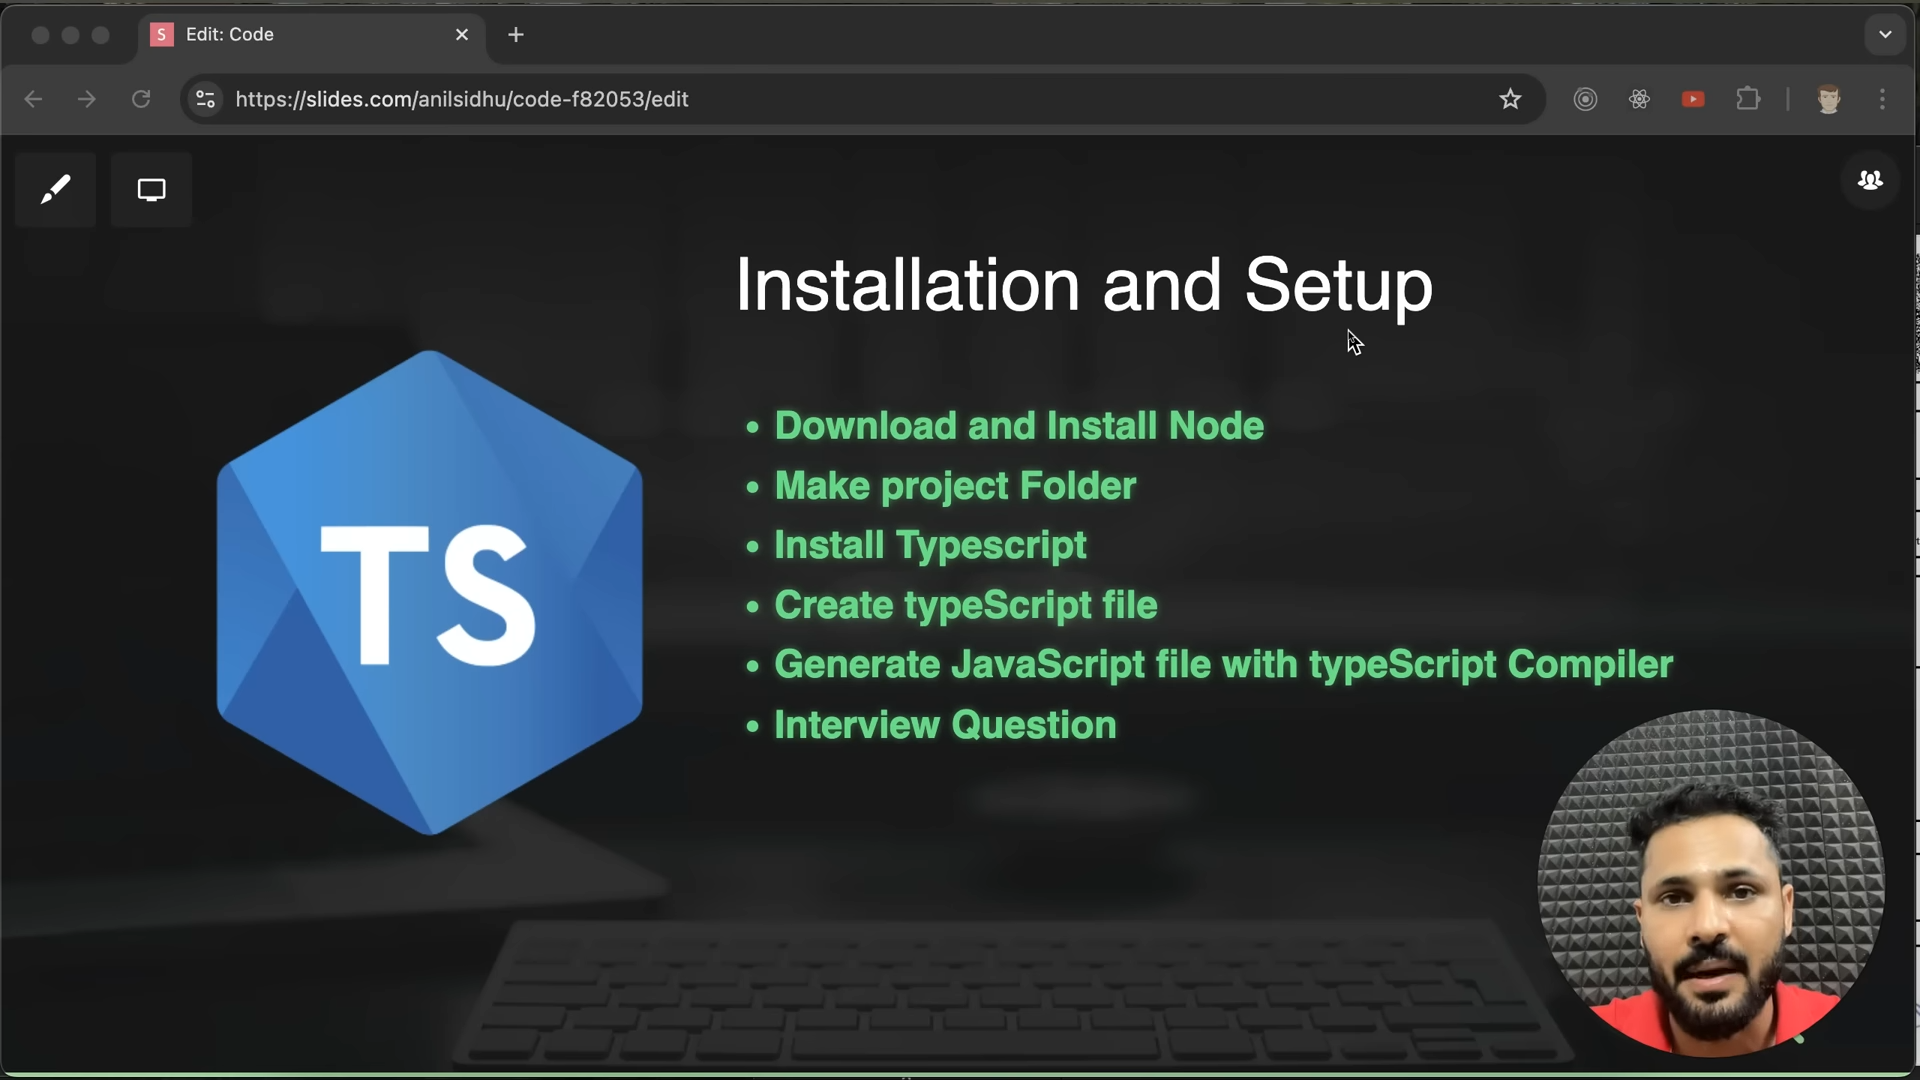 S Edit: Code
https://slides.com/anilsidhu/code-f82053/edit
Installation and Setup
TS
• Download and Install Node
• Make project Folder
• Install Typescript
• Create typeScript file
• Generate JavaScript file with typeScript Compiler
• Interview Question